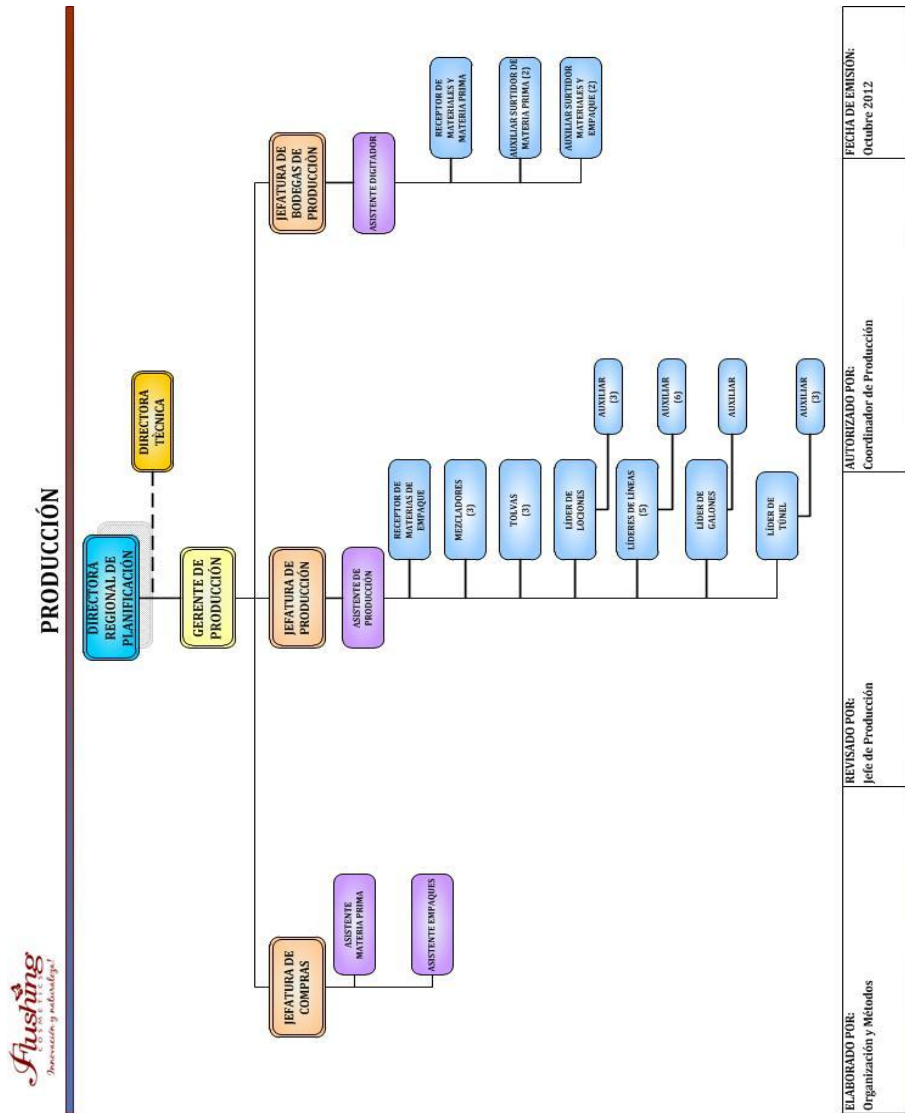 Flushing
COSMETICS
Innovación y naturaleza!
PRODUCCIÓN
DIRECTORA
REGIONAL DE
PLANIFICACIÓN
DIRECTORA
TÈCNICA
GERENTE DE
PRODUCCIÓN
JEFATURA DE
COMPRAS
JEFATURA DE
PRODUCCIÓN
JEFATURA DE
BODEGAS DE
PRODUCCIÒN
ASISTENTE
MATERIA PRIMA
ASISTENTE EMPAQUES
ASISTENTE DE
PRODUCCIÓN
ASISTENTE DIGITADOR
RECEPTOR DE
MATERIAS DE
EMPAQUE
MEZCLADORES
(3)
TOLVAS
(3)
LÍDER DE
LOCIONES
AUXILIAR
(3)
LÍDERES DE LÍNEAS
(5)
AUXILIAR
(6)
LÍDER DE
GALONES
AUXILIAR
LÍDER DE
TÚNEL
AUXILIAR
(3)
RECEPTOR DE
MATERIALES Y
MATERIA PRIMA
AUXILIAR SURTIDOR DE
MATERIA PRIMA (2)
AUXILIAR SURTIDOR
MATERIALES Y
EMPAQUE (2)
ELABORADO POR:
Organización y Métodos
REVISADO POR:
Jefe de Producción
AUTORIZADO POR:
Coordinador de Producción
FECHA DE EMISIÓN:
Octubre 2012